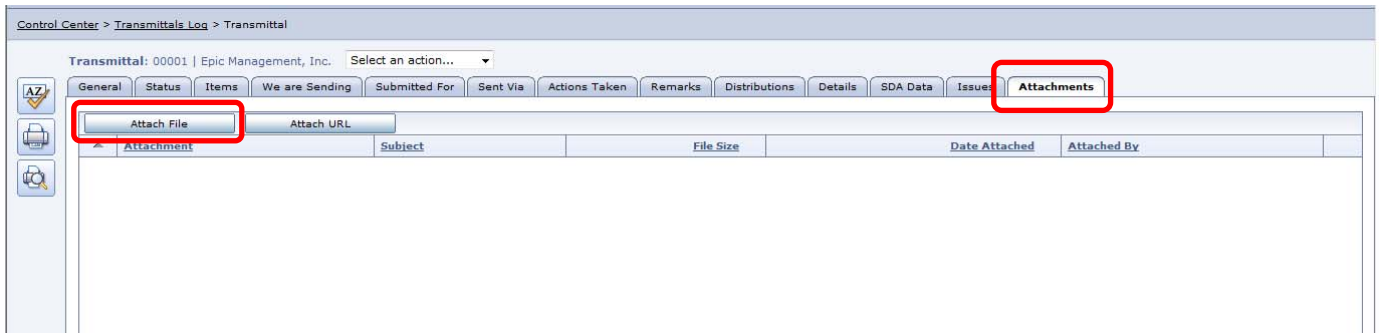 Control Center > Transmittals Log > Transmittal
Transmittal: 00001 | Epic Management, Inc. Select an action...
General Status Items We are Sending Submitted For Sent Via Actions Taken Remarks Distributions Details SDA Data Issues Attachments
AZ
Attach File Attach URL
Attachment Subject File Size Date Attached Attached By